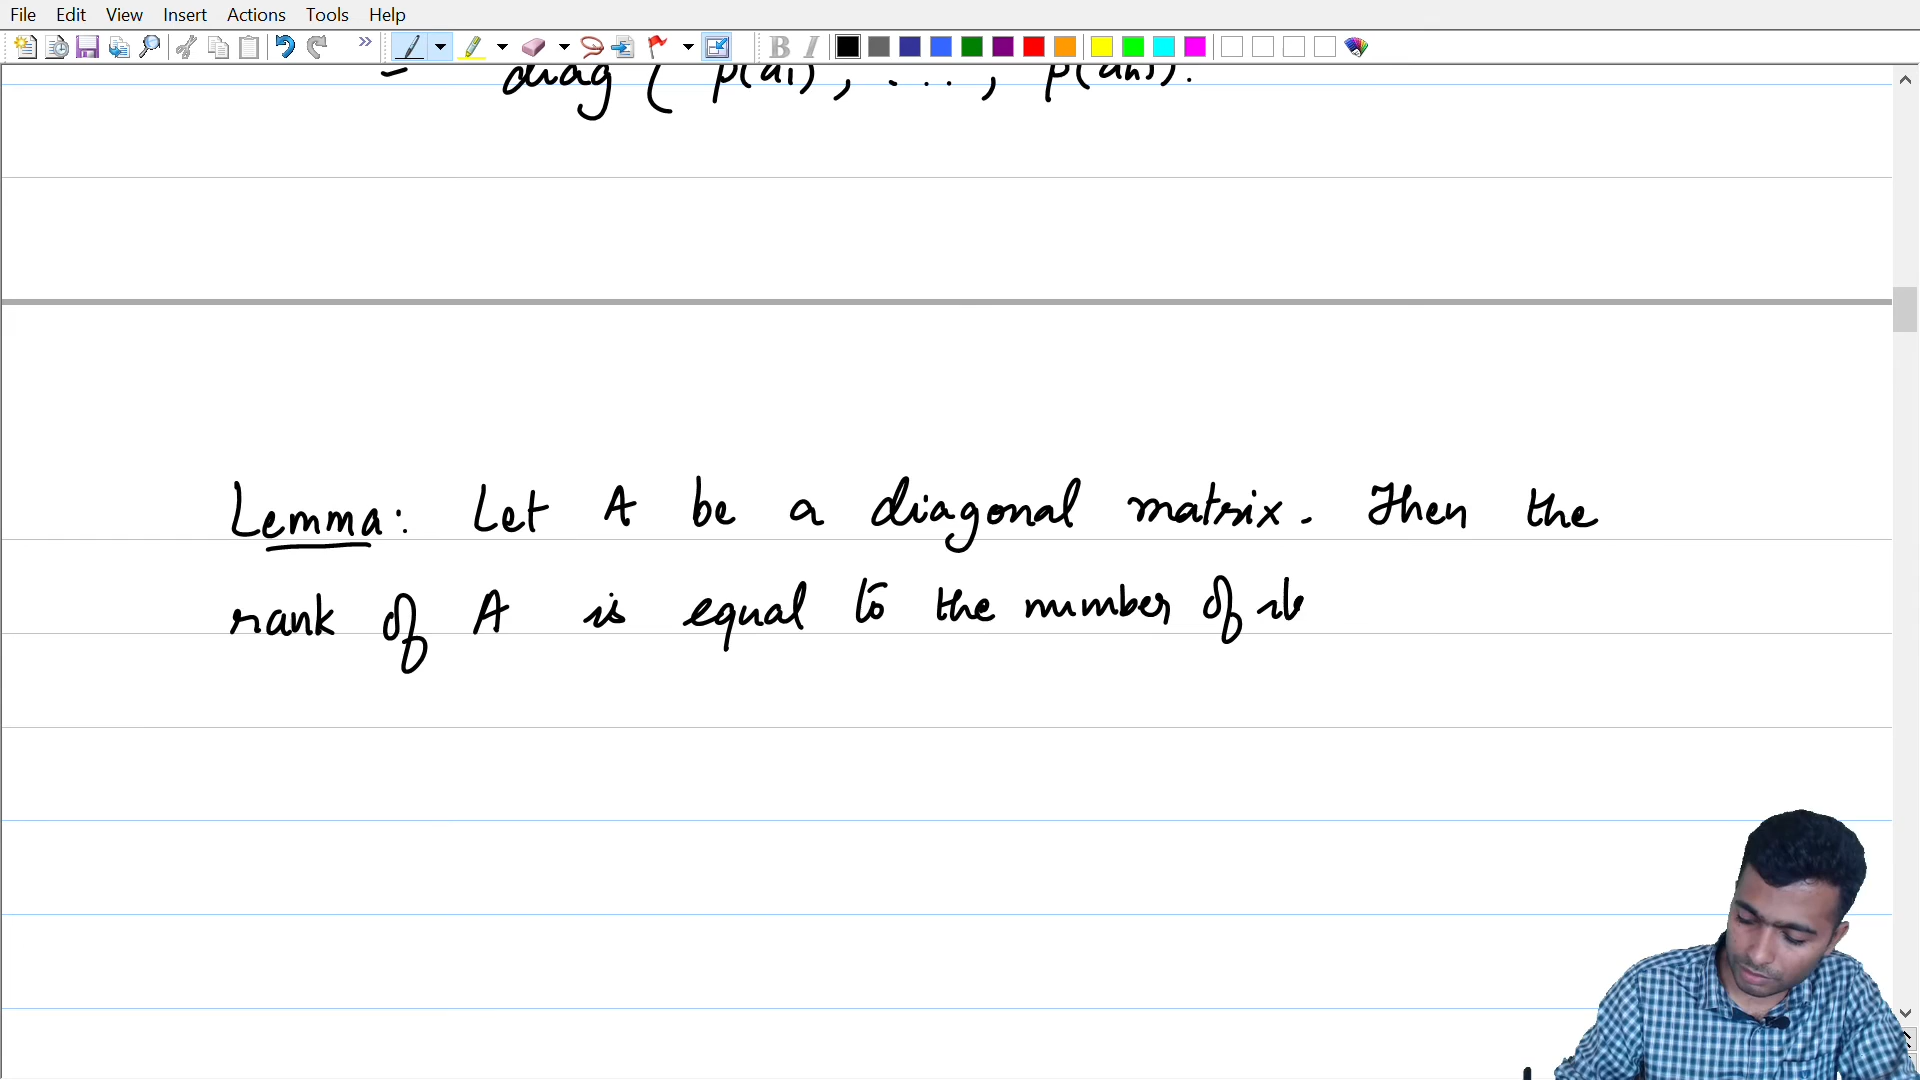 File Edit View Insert Actions Tools Help
= diag ( p(a1), ..., p(an)).
Lemma: Let A be a diagonal matrix. Then the
rank of A is equal to the number of